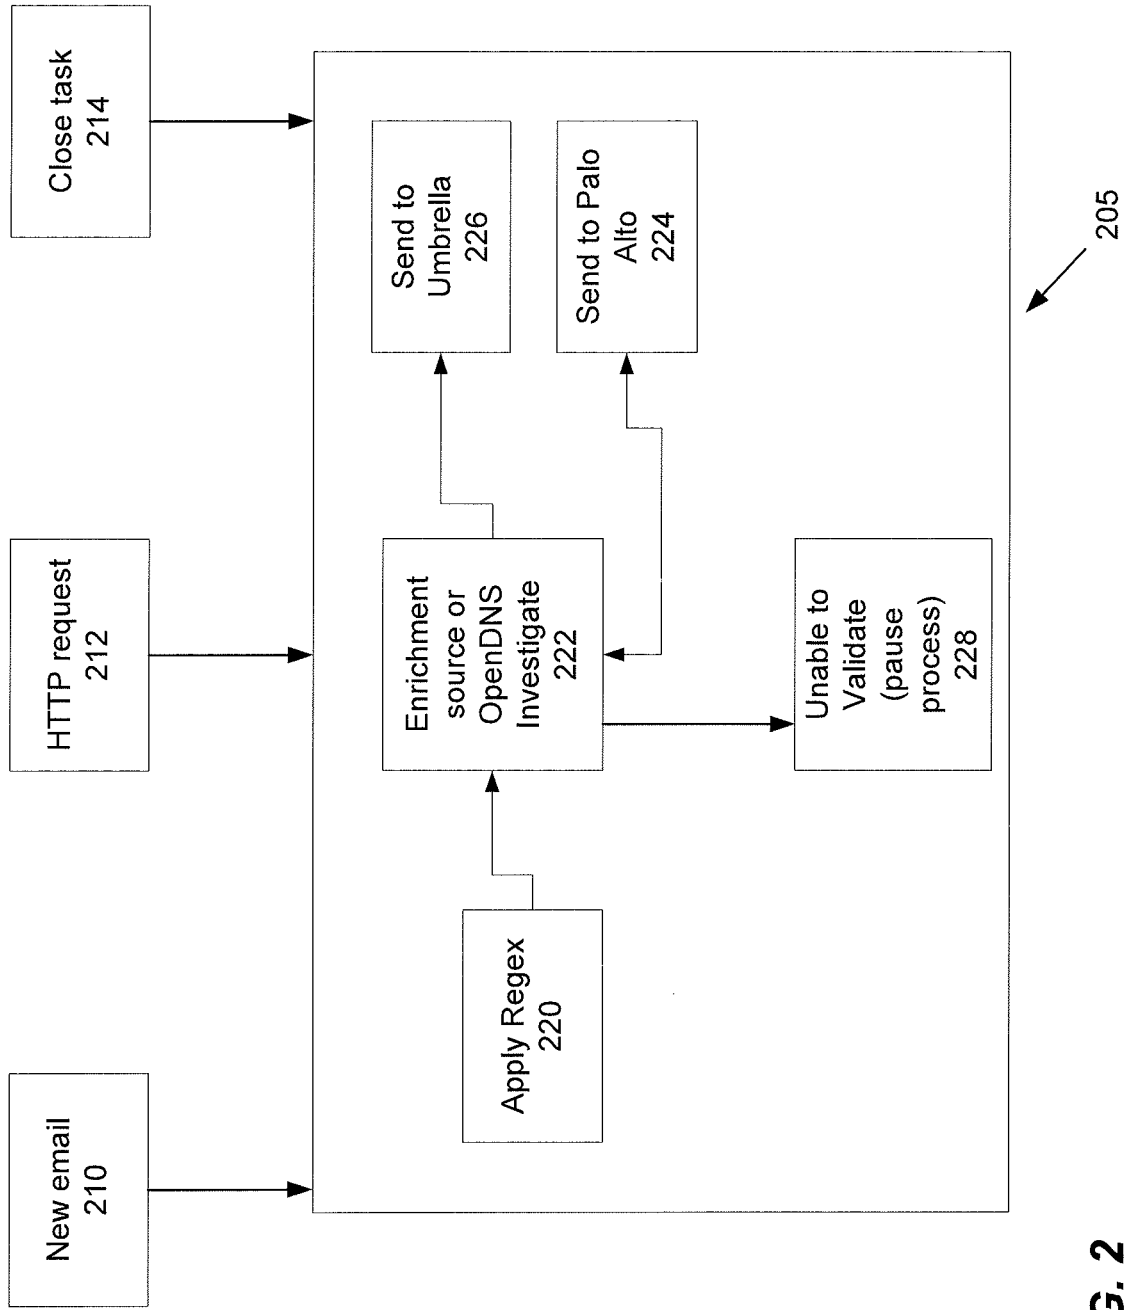 New email
210
HTTP request
212
Close task
214
Apply Regex
220
Enrichment
source or
OpenDNS
Investigate
222
Send to
Umbrella
226
Send to Palo
Alto
224
Unable to
Validate
(pause
process)
228
205
G. 2